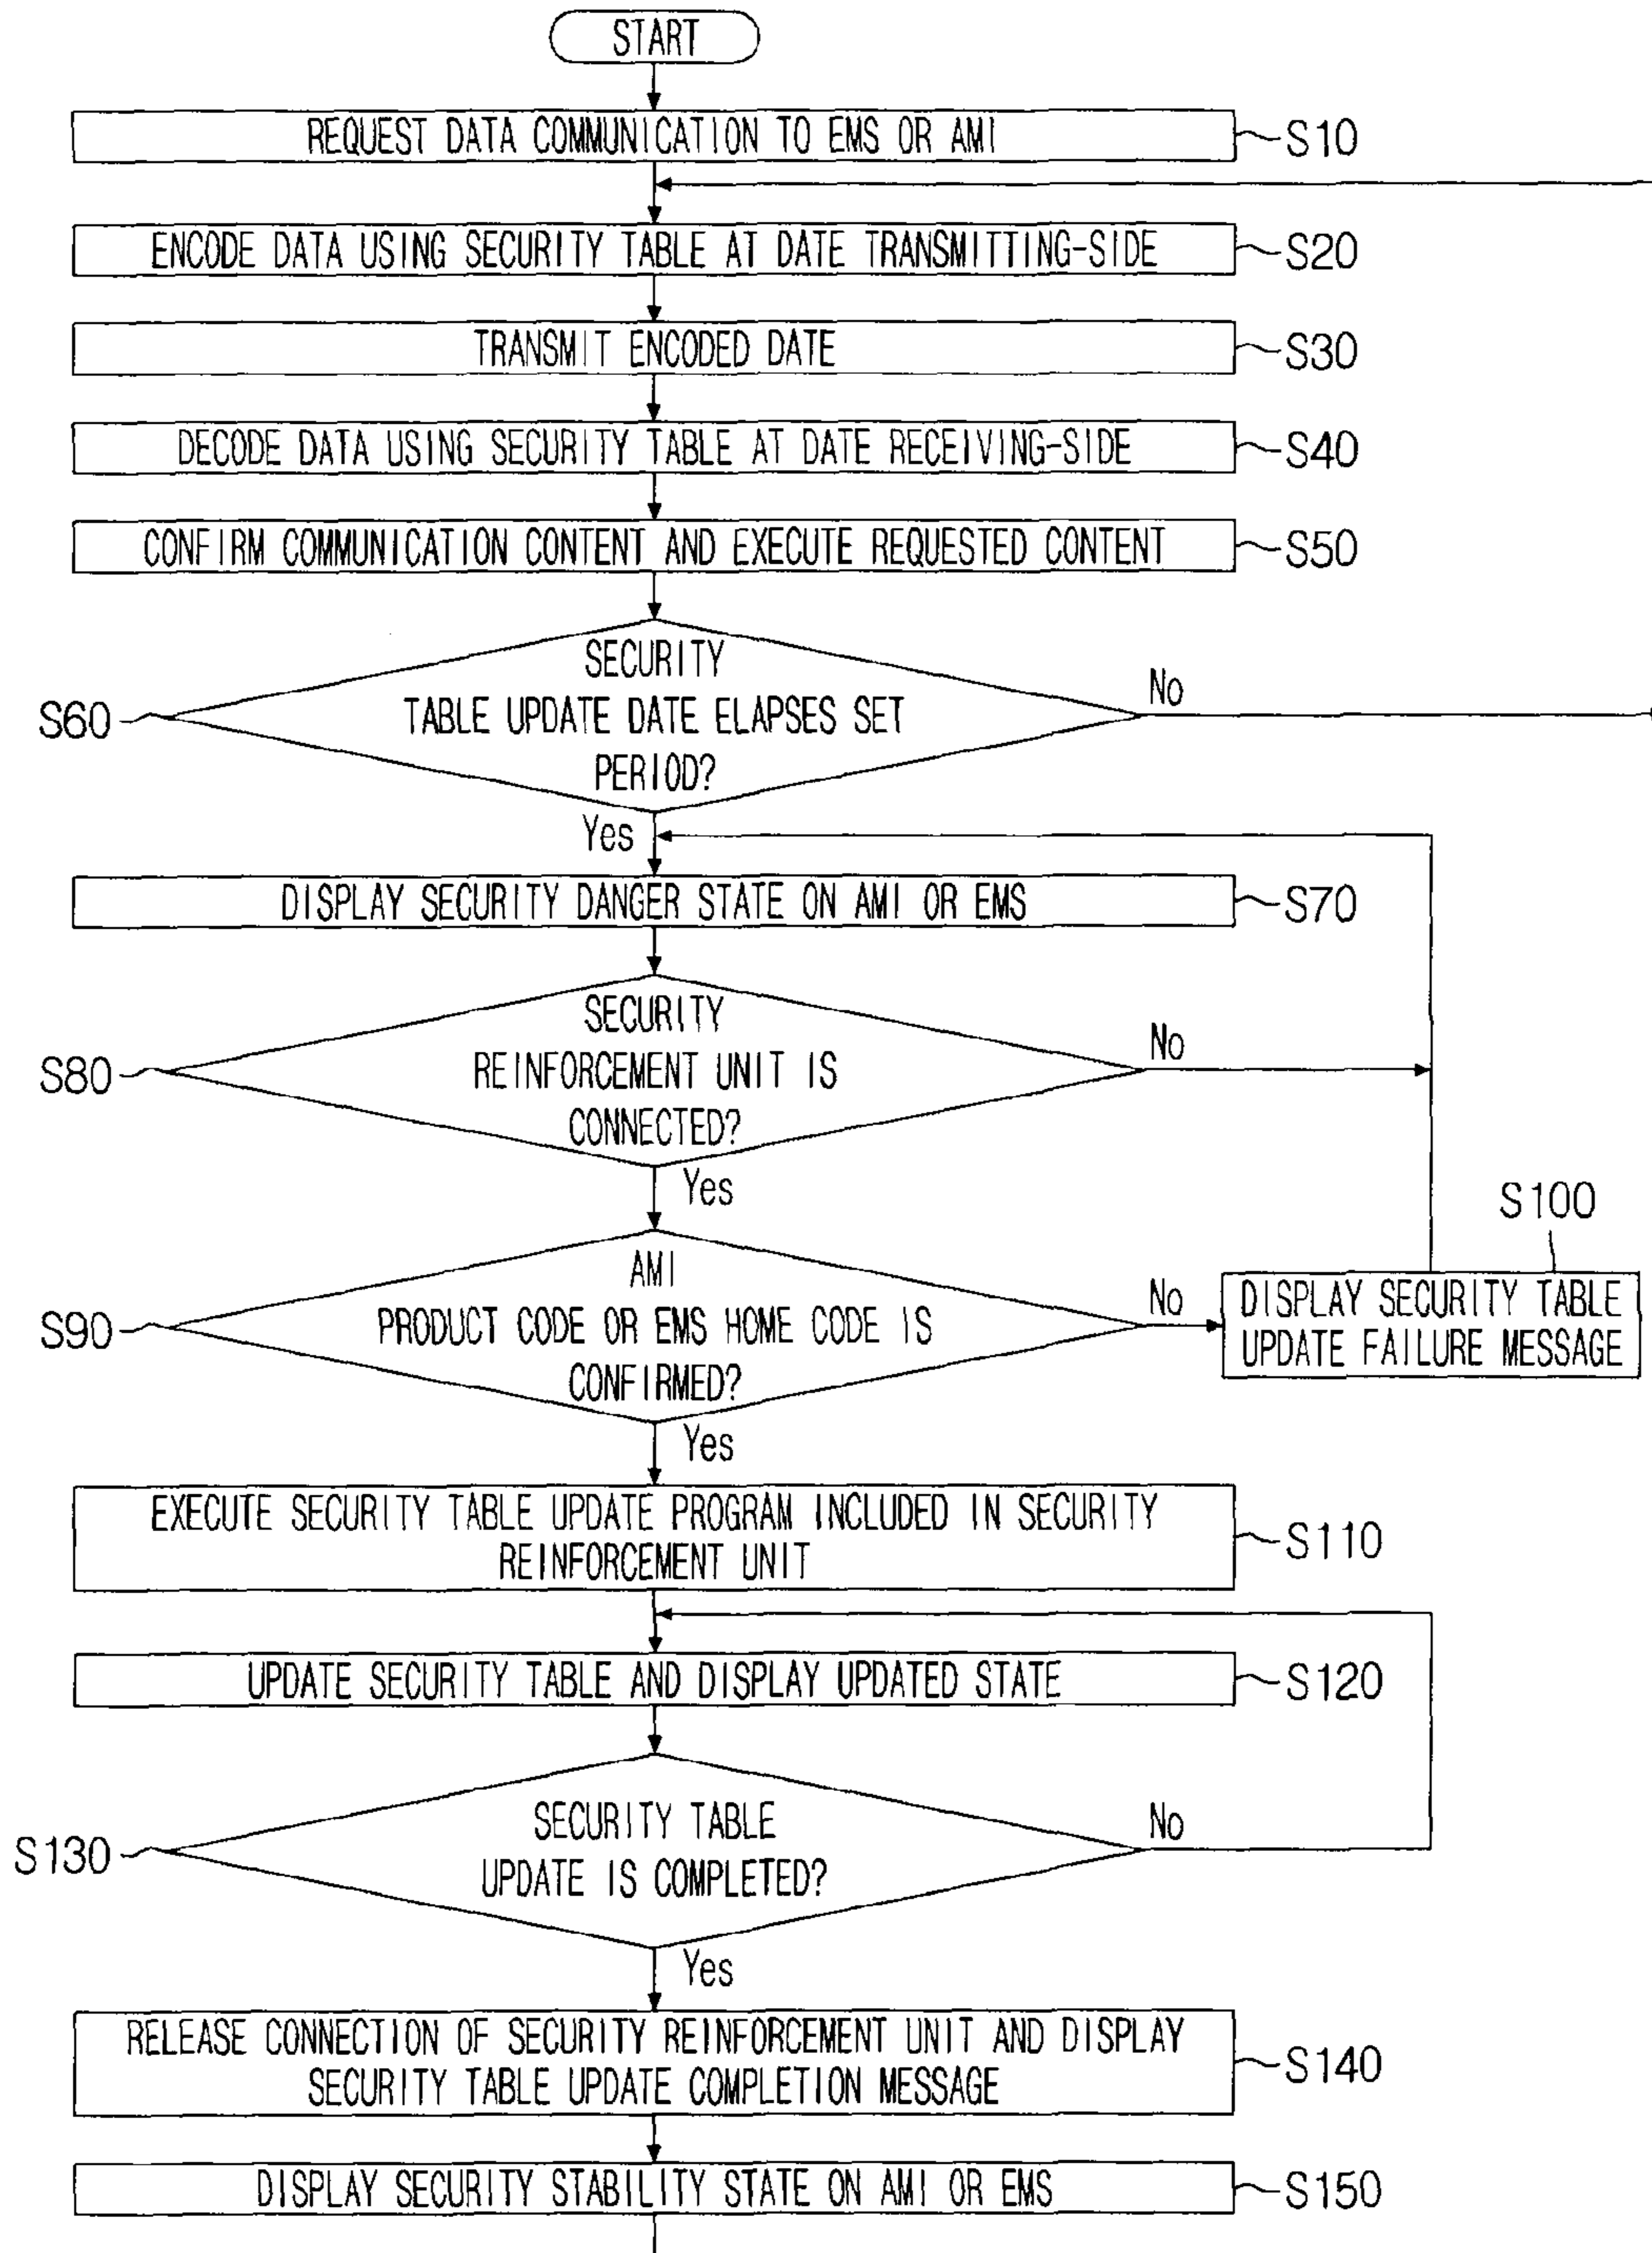 START
REQUEST DATA COMMUNICATION TO EMS OR AMI
S10
ENCODE DATA USING SECURITY TABLE AT DATE TRANSMITTING-SIDE
S20
TRANSMIT ENCODED DATE
S30
DECODE DATA USING SECURITY TABLE AT DATE RECEIVING-SIDE
S40
CONFIRM COMMUNICATION CONTENT AND EXECUTE REQUESTED CONTENT
S50
S60
SECURITY
TABLE UPDATE DATE ELAPSES SET
PERIOD?
No
Yes
DISPLAY SECURITY DANGER STATE ON AMI OR EMS
S70
S80
SECURITY
REINFORCEMENT UNIT IS
CONNECTED?
No
Yes
S90
AMI
PRODUCT CODE OR EMS HOME CODE IS
CONFIRMED?
No
S100
DISPLAY SECURITY TABLE
UPDATE FAILURE MESSAGE
Yes
EXECUTE SECURITY TABLE UPDATE PROGRAM INCLUDED IN SECURITY
REINFORCEMENT UNIT
S110
UPDATE SECURITY TABLE AND DISPLAY UPDATED STATE
S120
S130
SECURITY TABLE
UPDATE IS COMPLETED?
No
Yes
RELEASE CONNECTION OF SECURITY REINFORCEMENT UNIT AND DISPLAY
SECURITY TABLE UPDATE COMPLETION MESSAGE
S140
DISPLAY SECURITY STABILITY STATE ON AMI OR EMS
S150